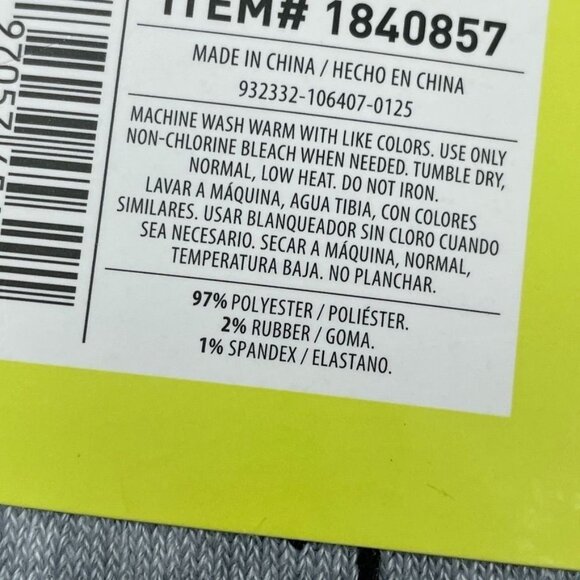 ITEM# 1840857
MADE IN CHINA / HECHO EN CHINA
932332-106407-0125
MACHINE WASH WARM WITH LIKE COLORS. USE ONLY
NON-CHLORINE BLEACH WHEN NEEDED. TUMBLE DRY,
NORMAL, LOW HEAT. DO NOT IRON.
LAVAR A MÁQUINA, AGUA TIBIA, CON COLORES
SIMILARES. USAR BLANQUEADOR SIN CLORO CUANDO
SEA NECESARIO. SECAR A MÁQUINA, NORMAL,
TEMPERATURA BAJA. NO PLANCHAR.
97% POLYESTER / POLIÉSTER.
2% RUBBER / GOMA.
1% SPANDEX / ELASTANO.